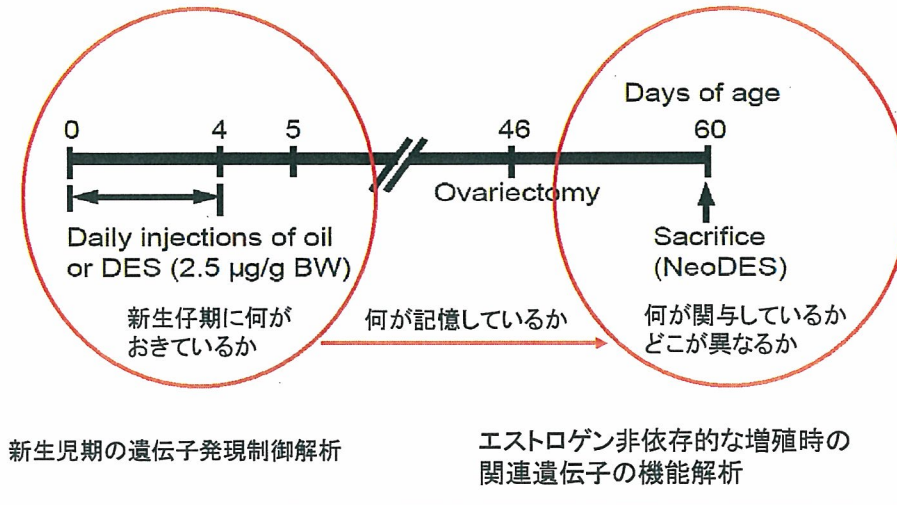 Days of age
0
4
5
46
60
Ovariectomy
Daily injections of oil
or DES (2.5 µg/g BW)
Sacrifice
(NeoDES)
新生仔期に何が
おきているか
何が記憶しているか
何が関与しているか
どこが異なるか
新生児期の遺伝子発現制御解析
エストロゲン非依存的な増殖時の
関連遺伝子の機能解析